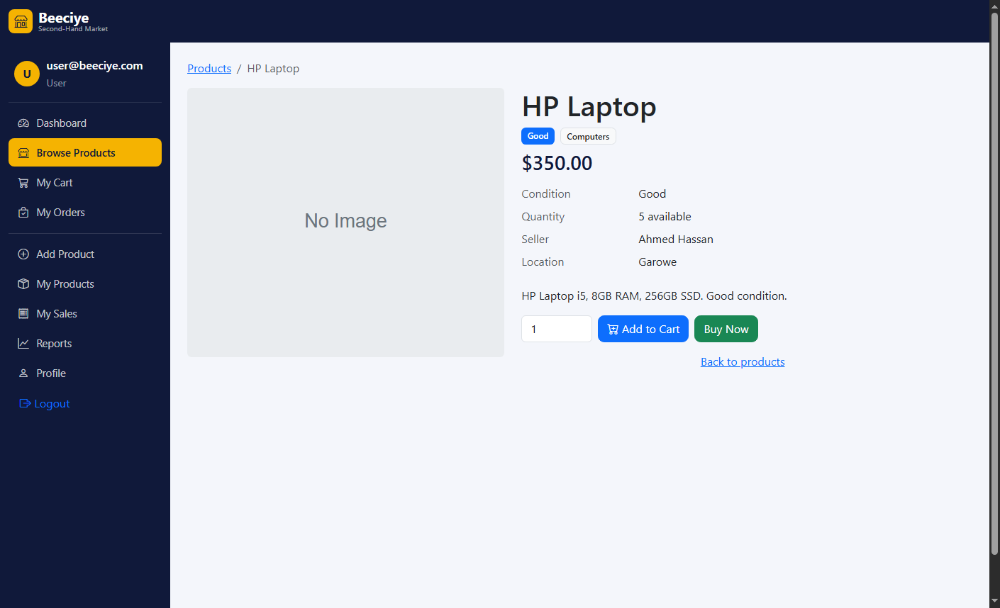 Beeciye
Second-Hand Market
U
user@beeciye.com
User
Dashboard
Browse Products
My Cart
My Orders
Add Product
My Products
My Sales
Reports
Profile
Logout
Products / HP Laptop
No Image
HP Laptop
Good Computers
$350.00
Condition Good
Quantity 5 available
Seller Ahmed Hassan
Location Garowe
HP Laptop i5, 8GB RAM, 256GB SSD. Good condition.
1 Add to Cart Buy Now
Back to products